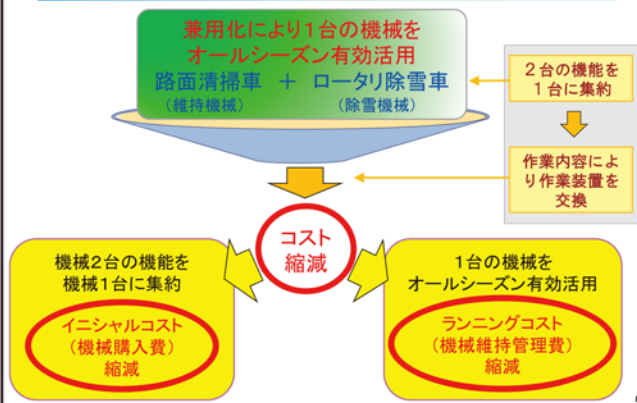 兼用化により1台の機械を
オールシーズン有効活用
路面清掃車 ＋ ロータリ除雪車
(維持機械) (除雪機械)
2台の機能を
1台に集約
作業内容によ
り作業装置を
交換
コスト
縮減
機械2台の機能を
機械1台に集約
イニシャルコスト
(機械購入費)
縮減
1台の機械を
オールシーズン有効活用
ランニングコスト
(機械維持管理費)
縮減